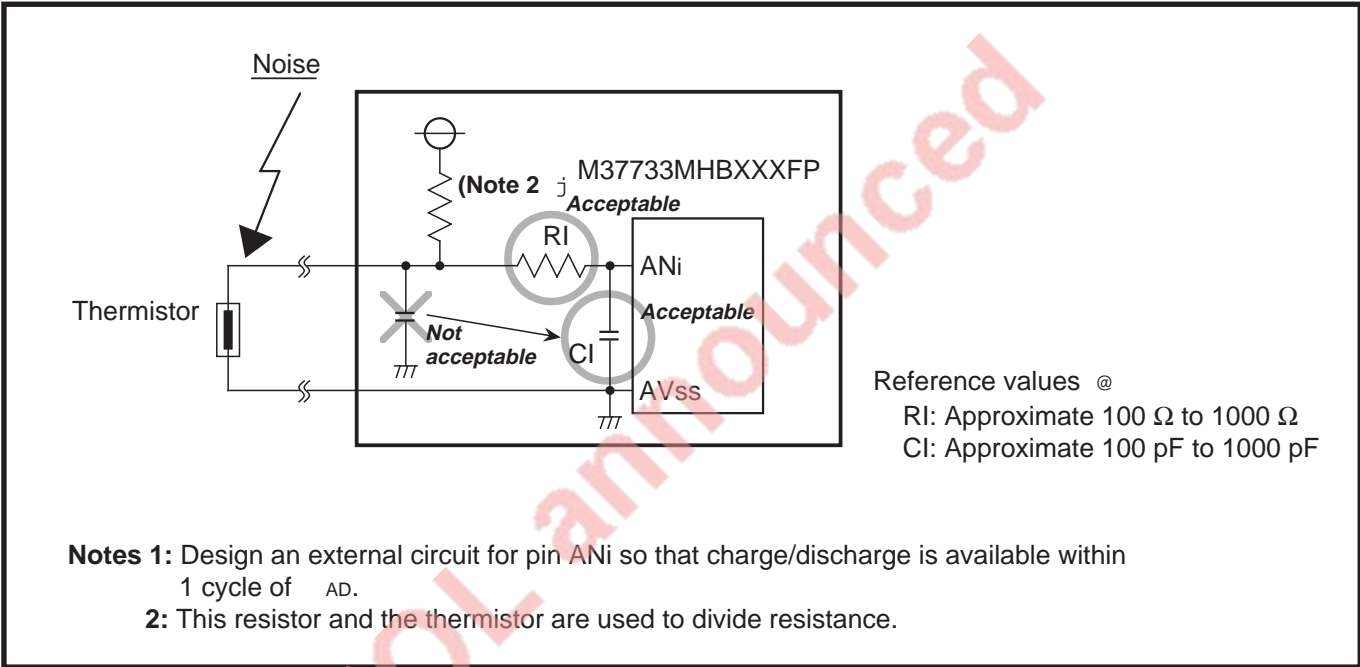 Noise
M37733MHBXXXFP
(Note 2 j
Acceptable
RI
ANi
Thermistor
Acceptable
Not
acceptable
CI
AVss
Reference values @
RI: Approximate 100 Ω to 1000 Ω
CI: Approximate 100 pF to 1000 pF
Notes 1: Design an external circuit for pin ANi so that charge/discharge is available within
1 cycle of AD.
2: This resistor and the thermistor are used to divide resistance.
OL announced